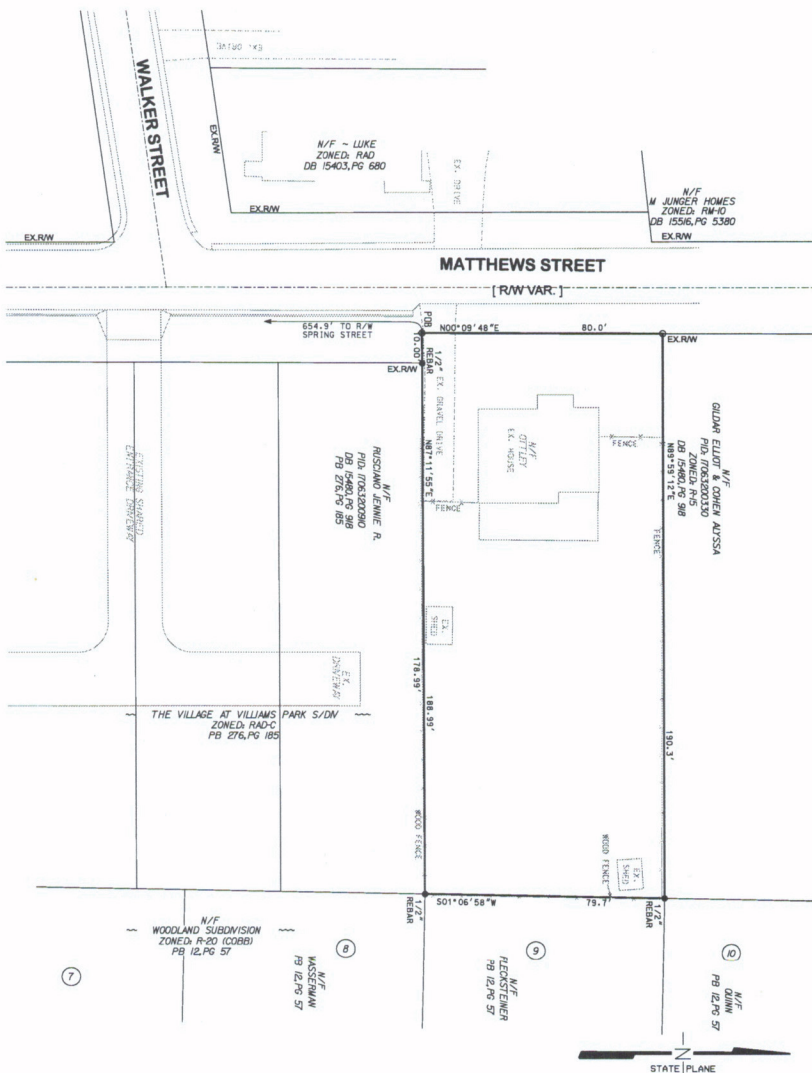 EX. DRIVE
WALKER STREET
EX.R/W
N/F ~ LUKE
ZONED: RAD
DB 15403,PG 680
EX. DRIVE
N/F
M JUNGER HOMES
ZONED: RM-10
DB 15516,PG 5380
EX.R/W
EX.R/W
EX.R/W
MATTHEWS STREET
[ R/W VAR. ]
654.9' TO R/W
SPRING STREET
POB
N00°09'48"E
80.0'
EX.R/W
10.00'
1/2"
REBAR
EX.R/W
EX. GRAVEL DRIVE
N87°11'55"E
N/F
OTTLEY
EX. HOUSE
FENCE
FENCE
N89°59'12"E
FENCE
N/F
GILDAR ELLIOT & COHEN ALYSSA
PID: 17063200330
ZONED: R-15
DB 15480,PG 918
N/F
RUSCIANO JENNIE R.
PID: 17063200910
DB 15480,PG 918
PB 276,PG 185
EXISTING SHARED
ENTRANCE DRIVEWAY
EX.
SHED
EX.
DRIVEWAY
178.99'
188.99'
190.3'
THE VILLAGE AT VILLIAMS PARK S/DIV
ZONED: RAD-C
PB 276,PG 185
WOOD FENCE
WOOD FENCE
EX.
SHED
1/2"
REBAR
S01°06'58"W
79.7'
1/2"
REBAR
N/F
WOODLAND SUBDIVISION
ZONED: R-20 (COBB)
PB 12,PG 57
7
8
9
10
N/F
WASSERMAN
PB 12,PG 57
N/F
FLECKSTEINER
PB 12,PG 57
N/F
QUINN
PB 12,PG 57
N
STATE PLANE